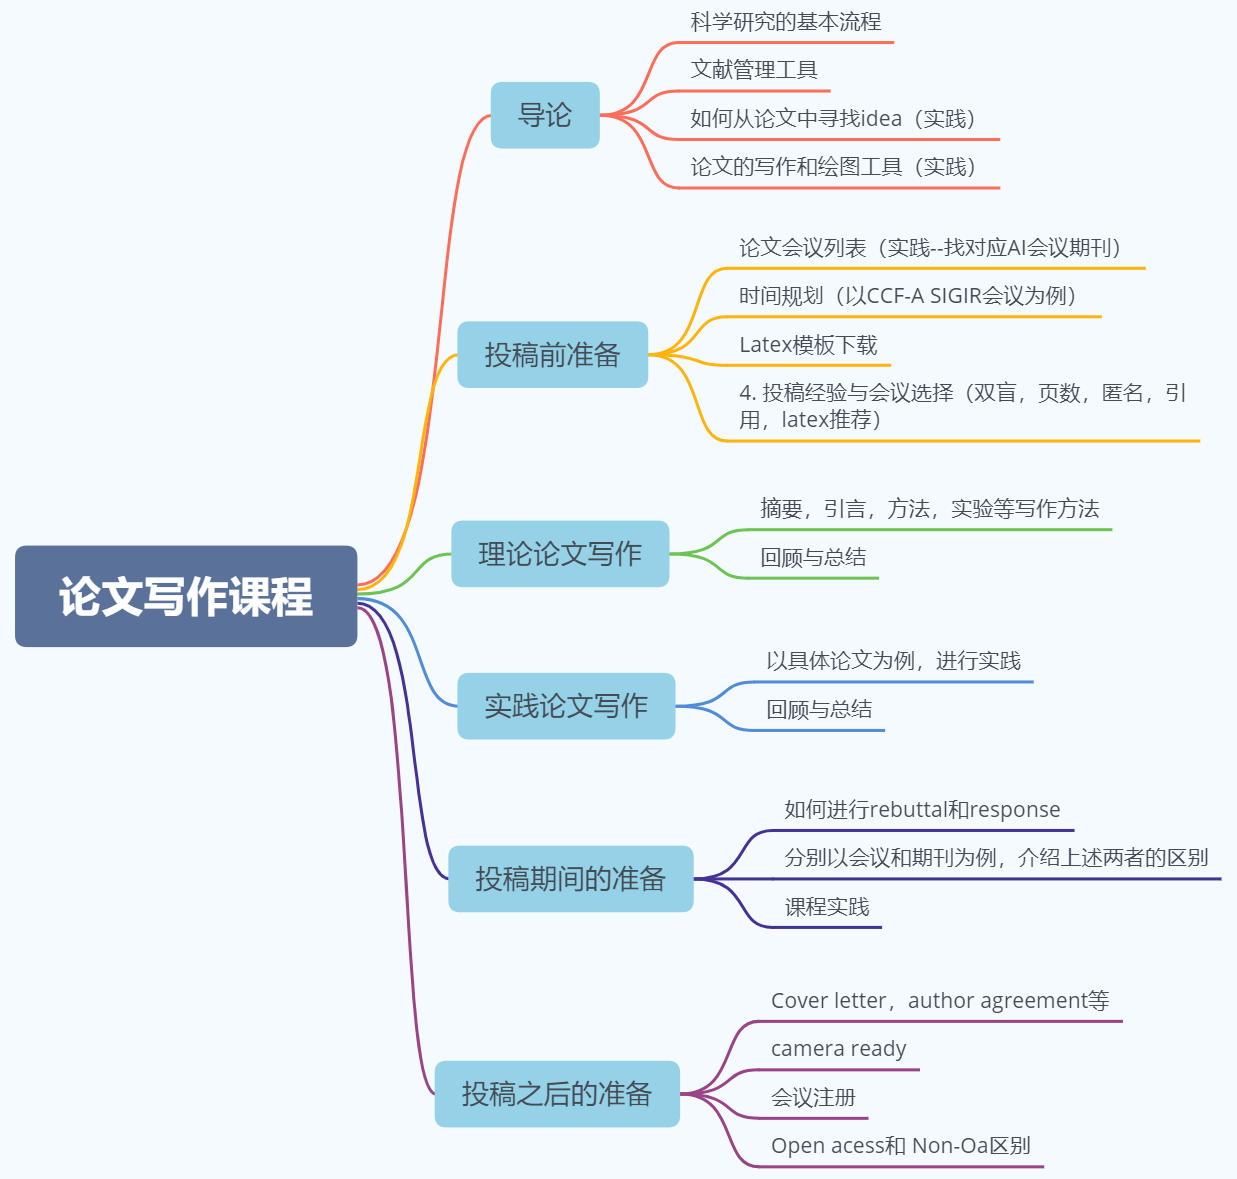 论文写作课程
导论
科学研究的基本流程
文献管理工具
如何从论文中寻找idea（实践）
论文的写作和绘图工具（实践）
投稿前准备
论文会议列表（实践--找对应AI会议期刊）
时间规划（以CCF-A SIGIR会议为例）
Latex模板下载
4. 投稿经验与会议选择（双盲，页数，匿名，引
用，latex推荐）
理论论文写作
摘要，引言，方法，实验等写作方法
回顾与总结
实践论文写作
以具体论文为例，进行实践
回顾与总结
投稿期间的准备
如何进行rebuttal和response
分别以会议和期刊为例，介绍上述两者的区别
课程实践
投稿之后的准备
Cover letter，author agreement等
camera ready
会议注册
Open acess和 Non-Oa区别